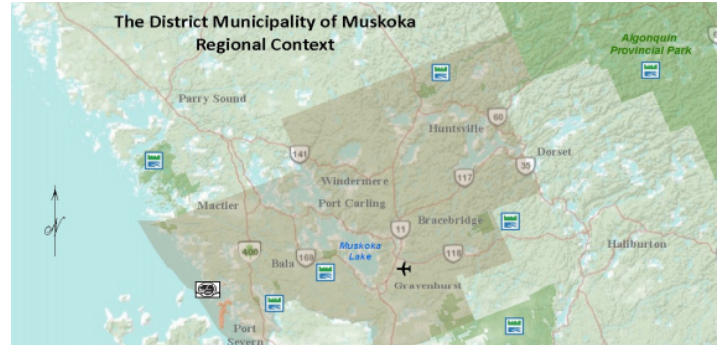 The District Municipality of Muskoka
Regional Context
Algonquin
Provincial Park
Parry Sound
60
Huntsville
141
35
Dorset
117
Windermere
Port Carling
Mactier
11
Bracebridge
400
Bala
169
Muskoka
Lake
118
Haliburton
Gravenhurst
Port
Severn
N